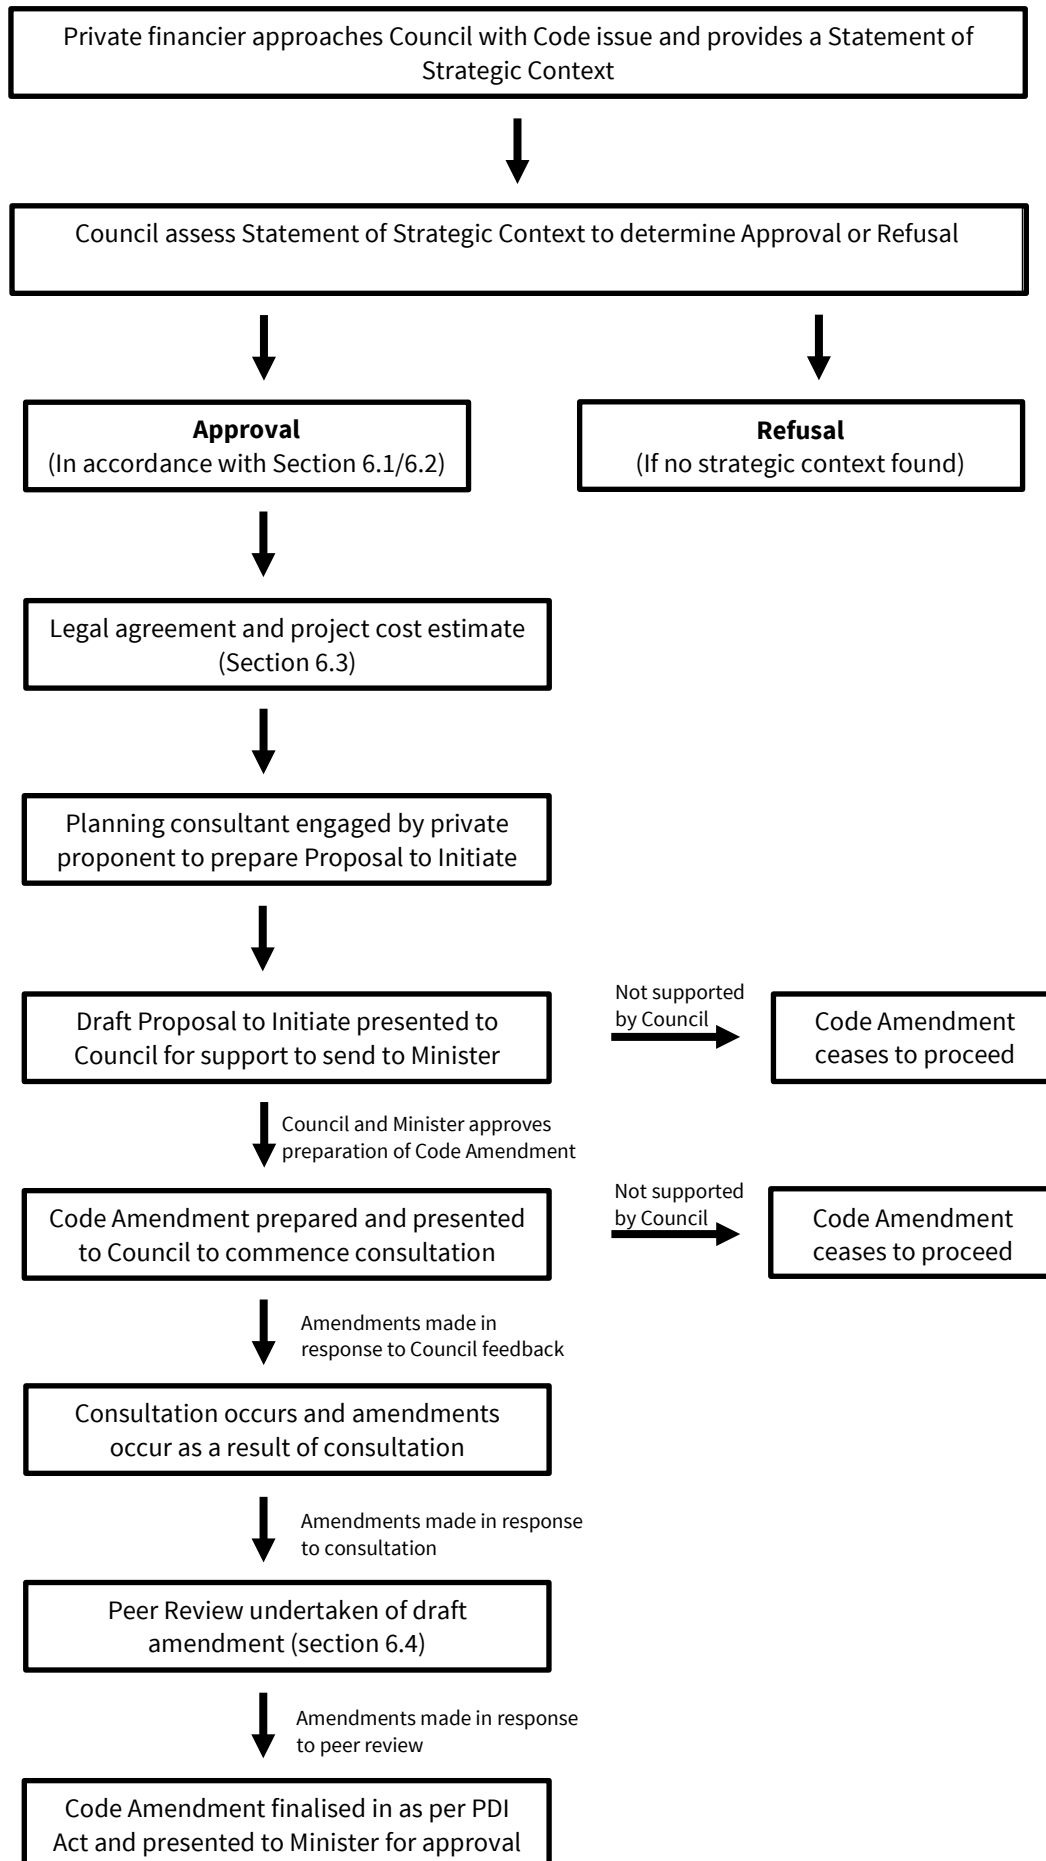 Private financier approaches Council with Code issue and provides a Statement of
Strategic Context
Council assess Statement of Strategic Context to determine Approval or Refusal
Approval
(In accordance with Section 6.1/6.2)
Refusal
(If no strategic context found)
Legal agreement and project cost estimate
(Section 6.3)
Planning consultant engaged by private
proponent to prepare Proposal to Initiate
Draft Proposal to Initiate presented to
Council for support to send to Minister
Not supported
by Council
Code Amendment
ceases to proceed
Council and Minister approves
preparation of Code Amendment
Code Amendment prepared and presented
to Council to commence consultation
Not supported
by Council
Code Amendment
ceases to proceed
Amendments made in
response to Council feedback
Consultation occurs and amendments
occur as a result of consultation
Amendments made in response
to consultation
Peer Review undertaken of draft
amendment (section 6.4)
Amendments made in response
to peer review
Code Amendment finalised in as per PDI
Act and presented to Minister for approval